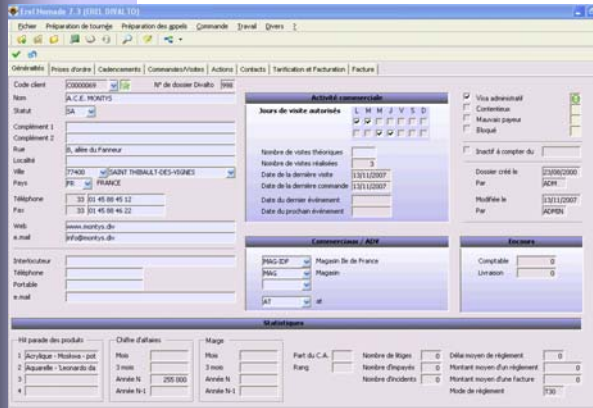 Erel Nomade 7.3 (EREL DIVALTO)
Fichier Préparation de tournée Préparation des appels Commande Travail Divers ?
Généralités Prises d'ordre Cadencements Commandes/Visites Actions Contacts Tarification et Facturation Facture
Code client C0000069 N° de dossier Divalto 998
Nom A.C.E. MONTYS
Statut SA
Complément 1
Complément 2
Rue 8, allée du Fanneur
Localité
Ville 77400 SAINT THIBAULT-DES-VIGNES
Pays FR FRANCE
Téléphone 33 01 45 88 45 12
Fax 33 01 45 88 46 22
Web www.montys.div
e.mail info@montys.div
Interlocuteur
Téléphone
Portable
e.mail
Activité commerciale
Jours de visite autorisés L M M J V S D
Nombre de visites théoriques
Nombre de visites réalisées 3
Date de la dernière visite 13/11/2007
Date de la dernière commande 13/11/2007
Date du dernier événement
Date du prochain événement
Commerciaux / ADV
MAG-IDF Magasin Ile de France
MAG Magasin
AT at
Visa administratif
Contentieux
Mauvais payeur
Bloqué
Inactif à compter du
Dossier créé le 23/08/2000
Par ADM
Modifiée le 13/11/2007
Par ADMIN
Encours
Comptable 0
Livraison 0
Statistiques
Hit parade des produits
1 Acrylique - Moskwa - pot
2 Aquarelle - Leonardo da
3
4
Chiffre d'affaires
Mois
3 mois
Année N 255 000
Année N-1
Marge
Mois
3 mois
Année N
Année N-1
Part du C.A.
Rang
Nombre de litiges 0
Nombre d'impayés 0
Nombre d'incidents 0
Délai moyen de règlement 0
Montant moyen d'un règlement 0
Montant moyen d'une facture 0
Mode de règlement T30